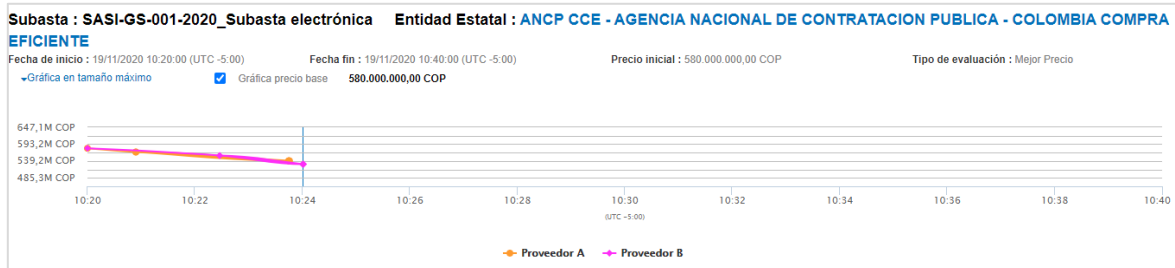 Subasta : SASI-GS-001-2020_Subasta electrónica Entidad Estatal : ANCP CCE - AGENCIA NACIONAL DE CONTRATACION PUBLICA - COLOMBIA COMPRA
EFICIENTE
Fecha de inicio : 19/11/2020 10:20:00 (UTC -5:00) Fecha fin : 19/11/2020 10:40:00 (UTC -5:00) Precio inicial : 580.000.000,00 COP Tipo de evaluación : Mejor Precio
Gráfica en tamaño máximo Gráfica precio base 580.000.000,00 COP
647,1M COP
593,2M COP
539,2M COP
485,3M COP
10:20 10:22 10:24 10:26 10:28 10:30 10:32 10:34 10:36 10:38 10:40
(UTC -5:00)
Proveedor A Proveedor B